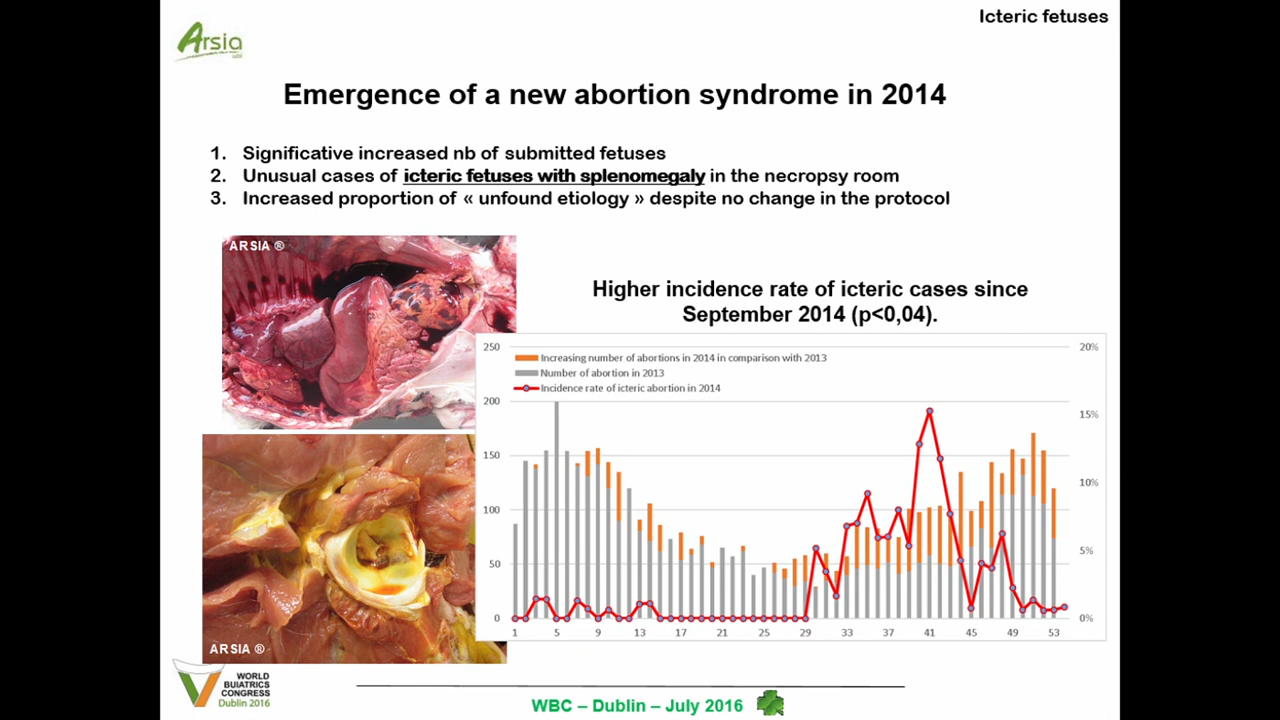 Icteric fetuses
Arsia
Emergence of a new abortion syndrome in 2014
1. Significative increased nb of submitted fetuses
2. Unusual cases of icteric fetuses with splenomegaly in the necropsy room
3. Increased proportion of « unfound etiology » despite no change in the protocol
ARSIA ®
Higher incidence rate of icteric cases since
September 2014 (p<0,04).
250
200
150
100
50
0
Increasing number of abortions in 2014 in comparison with 2013
Number of abortion in 2013
Incidence rate of icteric abortion in 2014
20%
15%
10%
5%
0%
1 5 9 13 17 21 25 29 33 37 41 45 49 53
ARSIA ®
WORLD
BUIATRICS
CONGRESS
Dublin 2016
WBC – Dublin – July 2016